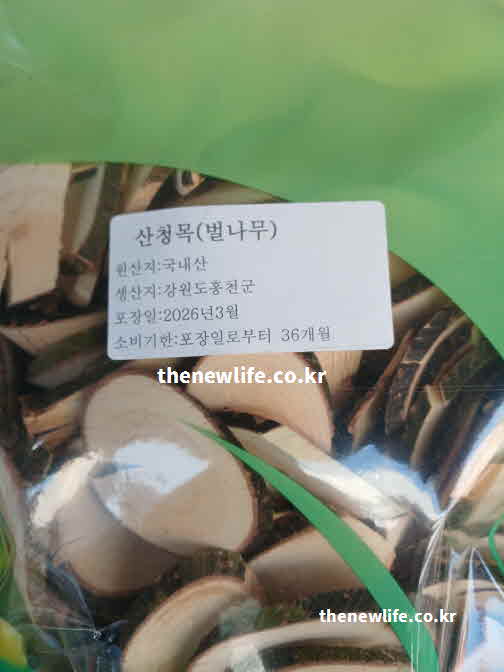 산청목(벌나무)
원산지:국내산
생산지:강원도홍천군
포장일:2026년3월
소비기한:포장일로부터 36개월
thenewlife.co.kr
thenewlife.co.kr